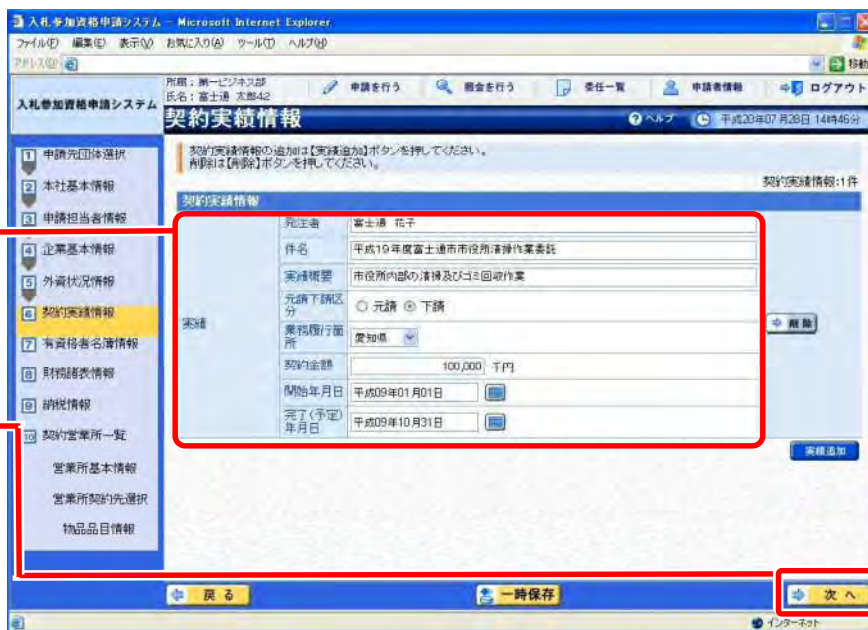 入札参加資格申請システム - Microsoft Internet Explorer
ファイル(F) 編集(E) 表示(V) お気に入り(A) ツール(T) ヘルプ(H)
アドレス(D) 移動
入札参加資格申請システム
所属：第一ビジネス部
氏名：富士通 太郎42
申請を行う 照会を行う 委任一覧 申請者情報 ログアウト
契約実績情報
ヘルプ 平成20年07月28日 14時46分
1 申請先団体選択
2 本社基本情報
3 申請担当者情報
4 企業基本情報
5 外資状況情報
6 契約実績情報
7 有資格者名簿情報
8 財務諸表情報
9 納税情報
10 契約営業所一覧
営業所基本情報
営業所契約先選択
物品品目情報
契約実績情報の追加は【実績追加】ボタンを押してください。
削除は【削除】ボタンを押してください。
契約実績情報:1件
契約実績情報
実績
発注者 富士通 花子
件名 平成19年度富士通市市役所清掃作業委託
実績概要 市役所内部の清掃及びゴミ回収作業
元請下請区分 元請 下請
業務履行箇所 愛知県
契約金額 100,000 千円
開始年月日 平成09年01月01日
完了(予定)年月日 平成09年10月31日
削除
実績追加
戻る 一時保存 次へ
インターネット